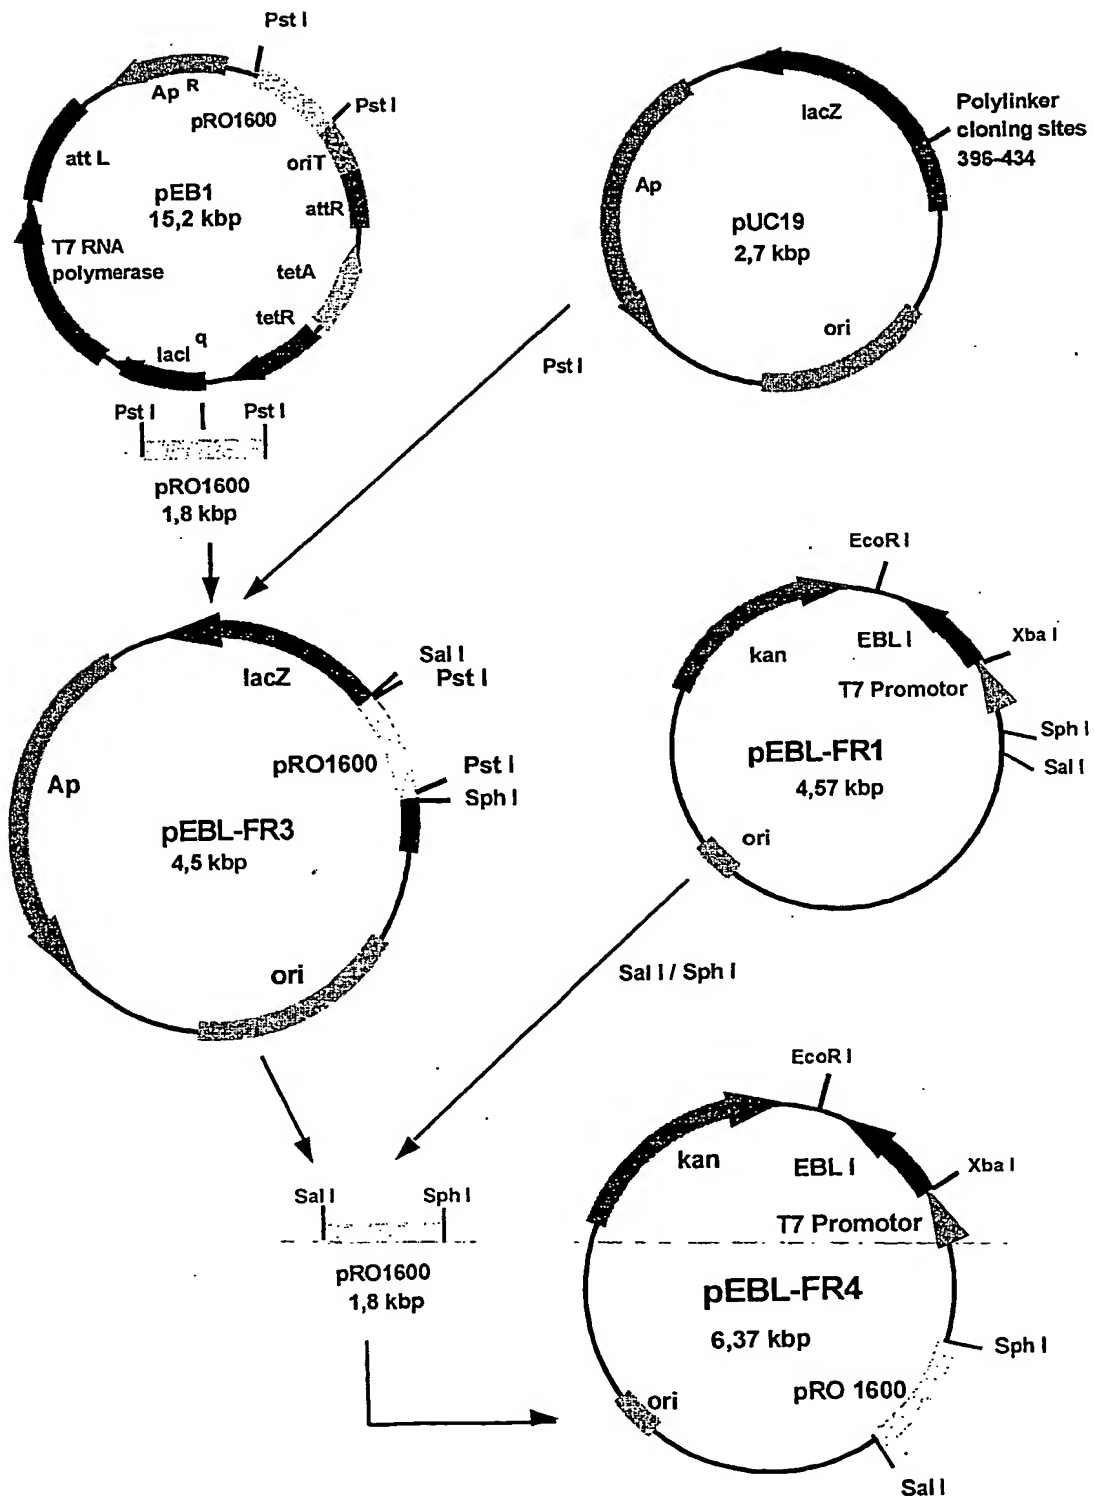 Pst I
Ap R
pRO1600
Pst I
att L
oriT
pEB1
15,2 kbp
attR
T7 RNA
polymerase
tetA
tetR
lacI q
Pst I
Pst I
pRO1600
1,8 kbp
lacZ
Polylinker
cloning sites
396-434
Ap
pUC19
2,7 kbp
ori
Pst I
lacZ
Sal I
Pst I
pRO1600
Pst I
Sph I
Ap
pEBL-FR3
4,5 kbp
ori
EcoR I
kan
EBL I
Xba I
T7 Promotor
Sph I
Sal I
pEBL-FR1
4,57 kbp
ori
Sal I / Sph I
Sal I
Sph I
pRO1600
1,8 kbp
EcoR I
kan
EBL I
Xba I
T7 Promotor
pEBL-FR4
6,37 kbp
Sph I
pRO 1600
ori
Sal I